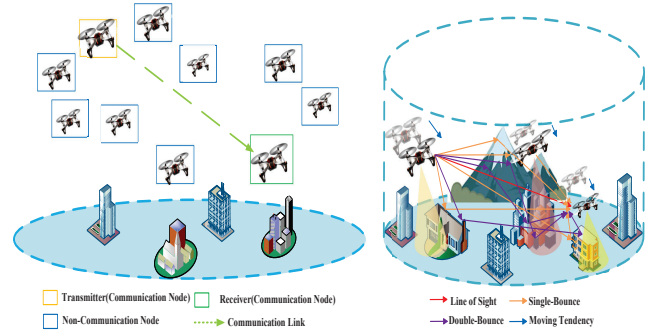 Transmitter(Communication Node)
Receiver(Communication Node)
Non-Communication Node
Communication Link
Line of Sight
Single-Bounce
Double-Bounce
Moving Tendency